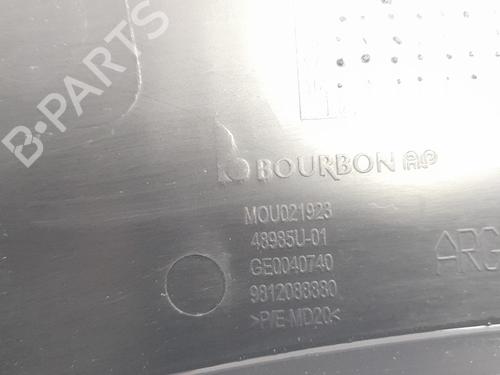 B-PARTS
b BOURBON AP
MOU021923
48985U-01
GE0040740
9812088880
>P/E-MD20<
ARG